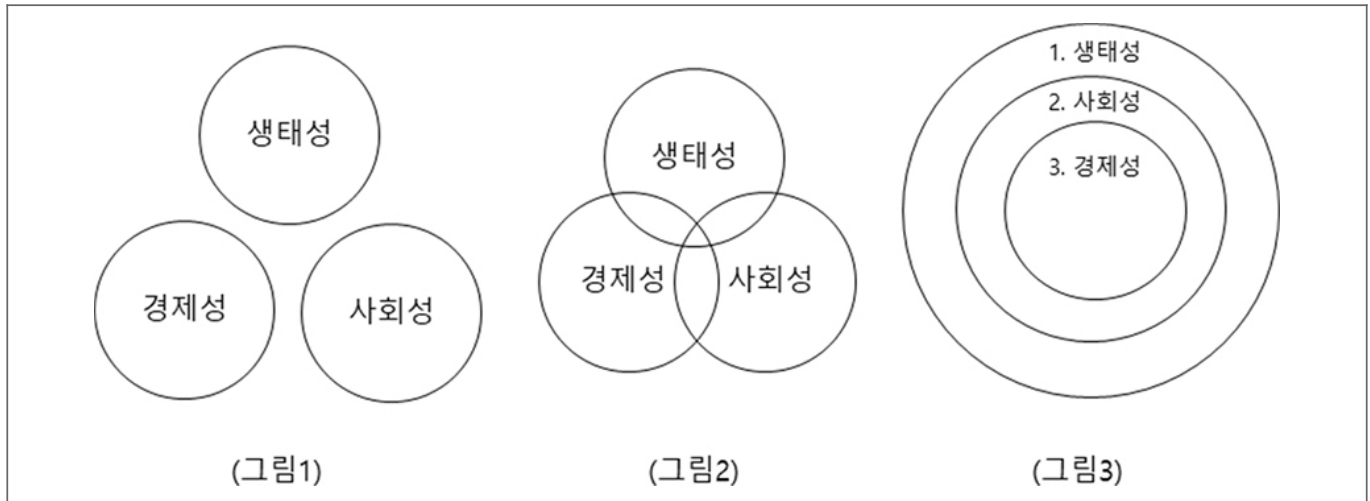 생태성
경제성
사회성
(그림1)
생태성
경제성
사회성
(그림2)
1. 생태성
2. 사회성
3. 경제성
(그림3)